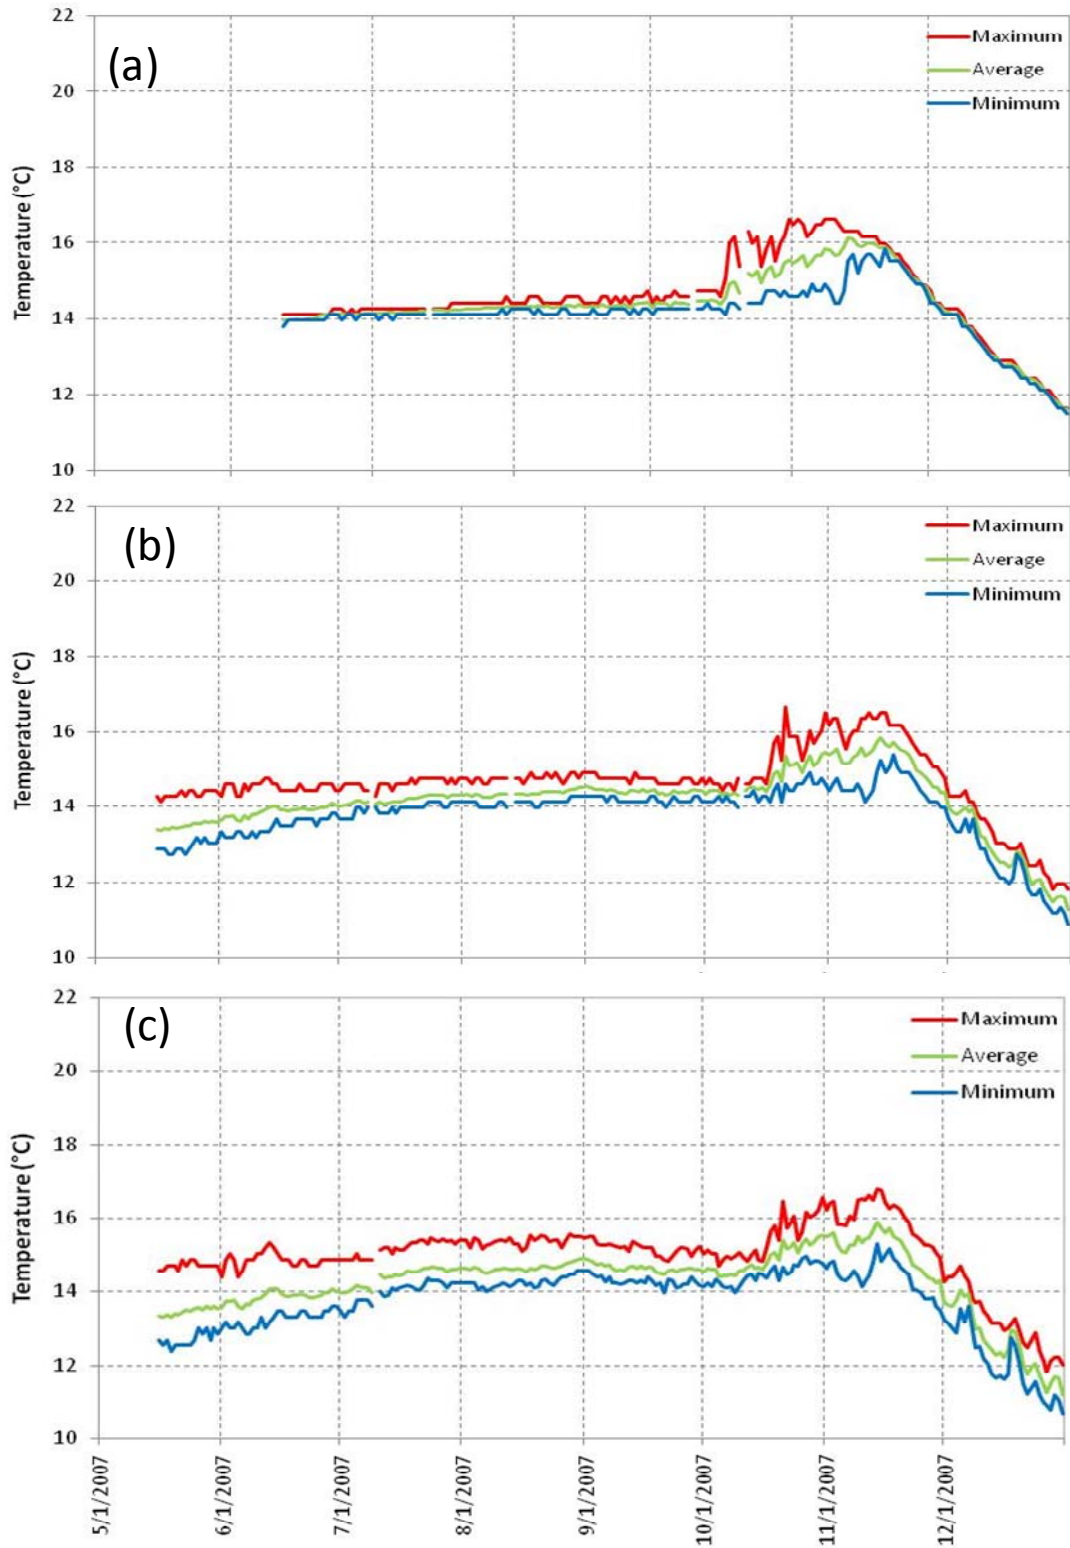 (a)
Maximum
Average
Minimum
Temperature (°C)
22
20
18
16
14
12
10
(b)
Maximum
Average
Minimum
Temperature (°C)
22
20
18
16
14
12
10
(c)
Maximum
Average
Minimum
Temperature (°C)
22
20
18
16
14
12
10
5/1/2007
6/1/2007
7/1/2007
8/1/2007
9/1/2007
10/1/2007
11/1/2007
12/1/2007